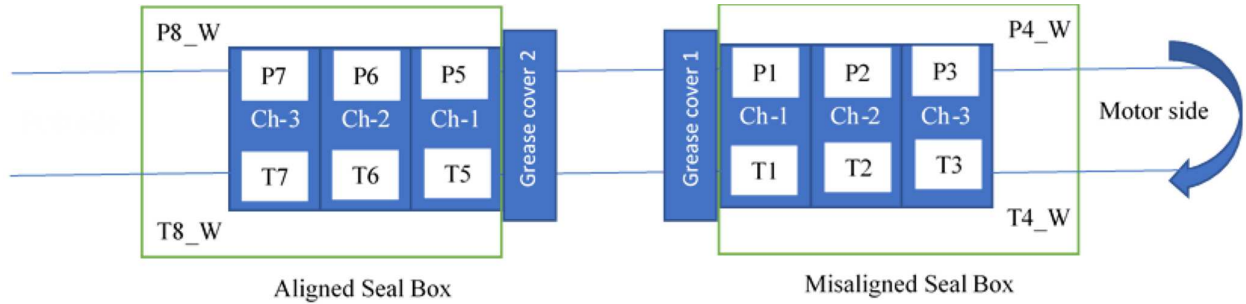 P8_W
P4_W
P7 P6 P5
P1 P2 P3
Ch-3 Ch-2 Ch-1
Grease cover 2
Grease cover 1
Ch-1 Ch-2 Ch-3
Motor side
T7 T6 T5
T1 T2 T3
T8_W
T4_W
Aligned Seal Box
Misaligned Seal Box